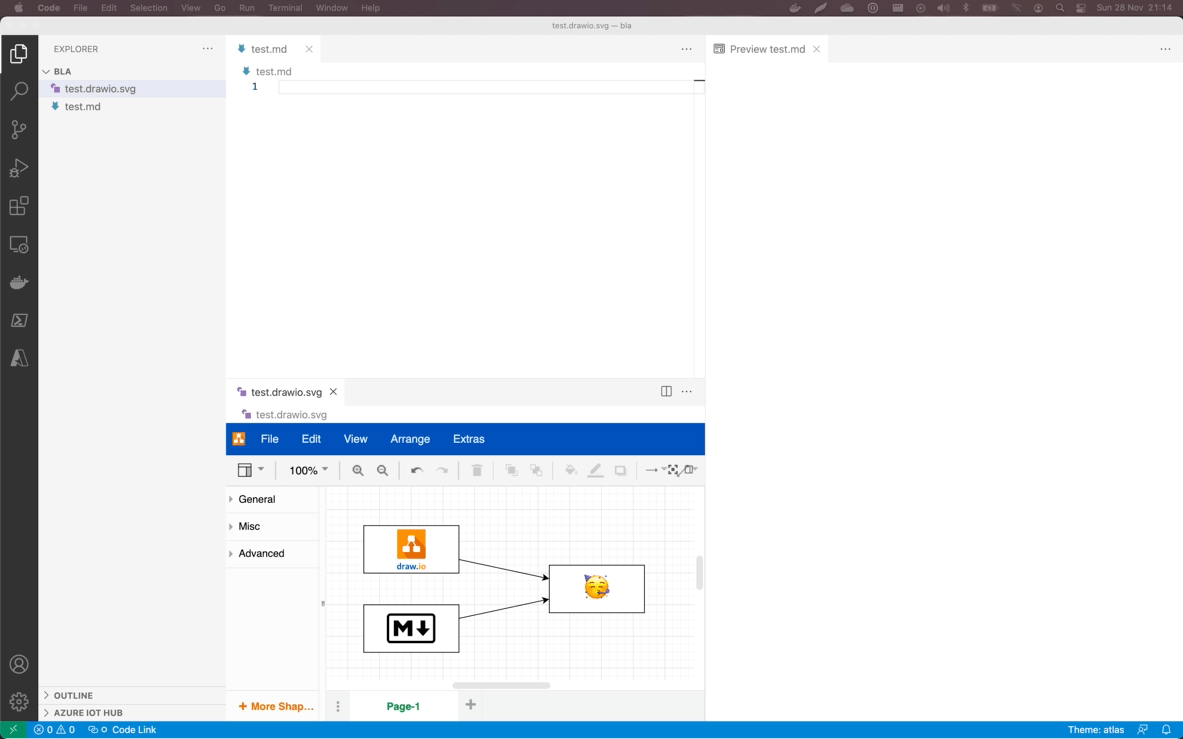 Code File Edit Selection View Go Run Terminal Window Help
Sun 28 Nov 21:14
test.drawio.svg — bla
EXPLORER
BLA
test.drawio.svg
test.md
OUTLINE
AZURE IOT HUB
test.md
test.md
1
test.drawio.svg
test.drawio.svg
File Edit View Arrange Extras
100%
General
Misc
Advanced
draw.io
M
+ More Shap...
Page-1
Preview test.md
0 0 Code Link
Theme: atlas